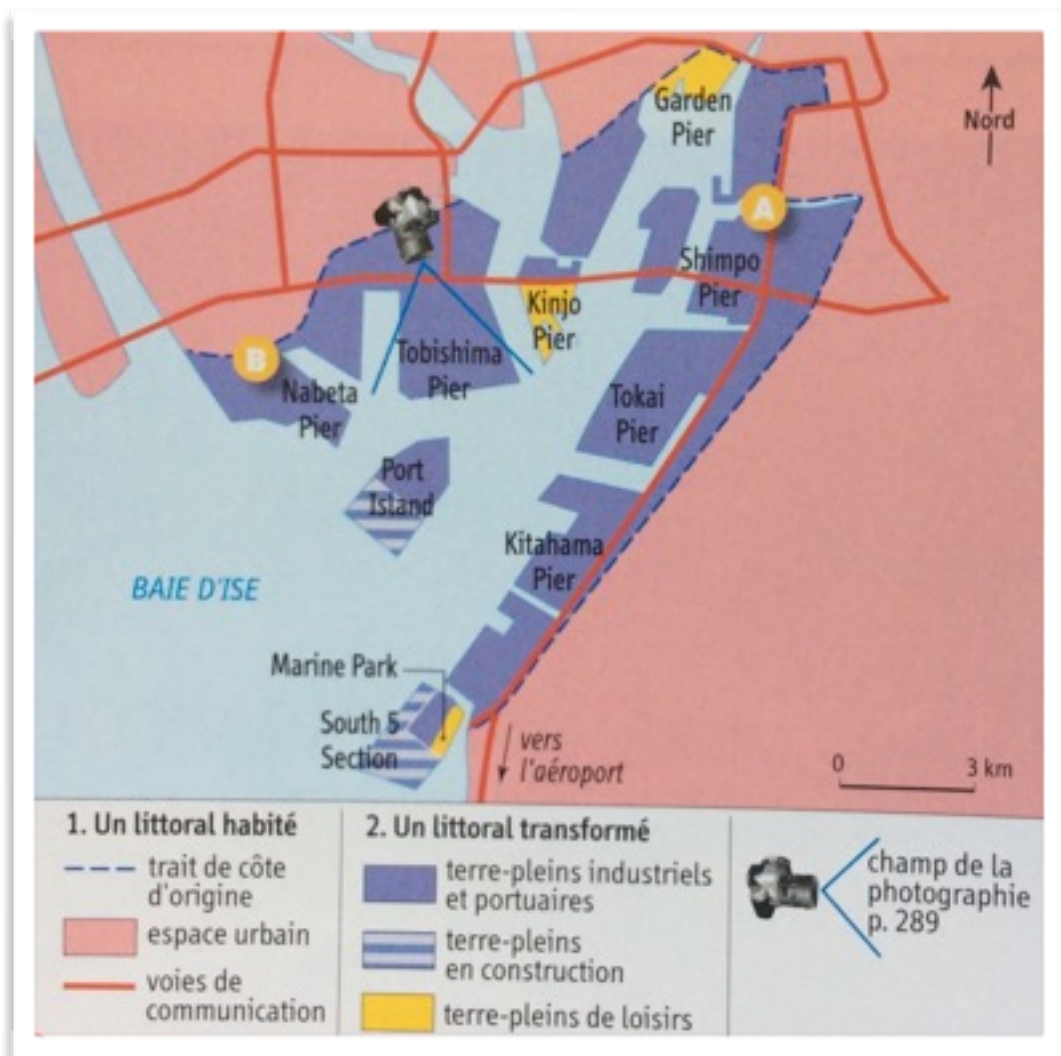 Garden
Pier
Nord
A
Shimpo
Pier
Kinjo
Pier
Tobishima
Pier
B
Nabeta
Pier
Tokai
Pier
Port
Island
Kitahama
Pier
BAIE D'ISE
Marine Park
South 5
Section
vers
l'aéroport
0 3 km
1. Un littoral habité
trait de côte
d'origine
espace urbain
voies de
communication
2. Un littoral transformé
terre-pleins industriels
et portuaires
terre-pleins
en construction
terre-pleins de loisirs
champ de la
photographie
p. 289